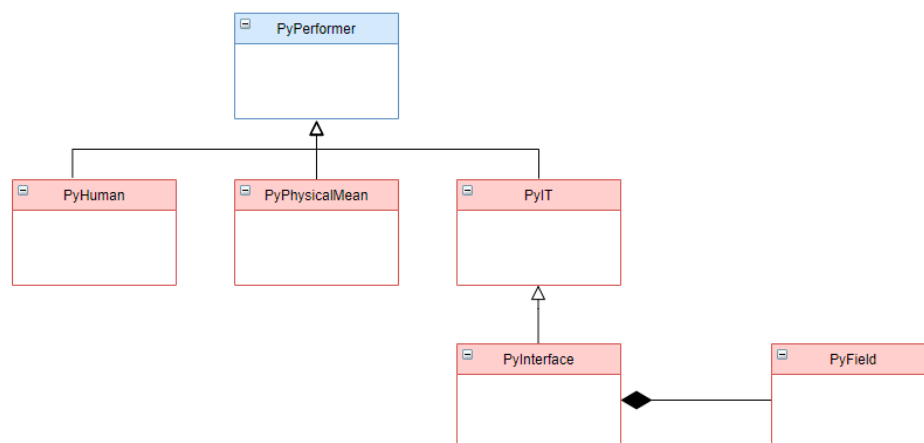 PyPerformer
PyHuman
PyPhysicalMean
PyIT
PyInterface
PyField